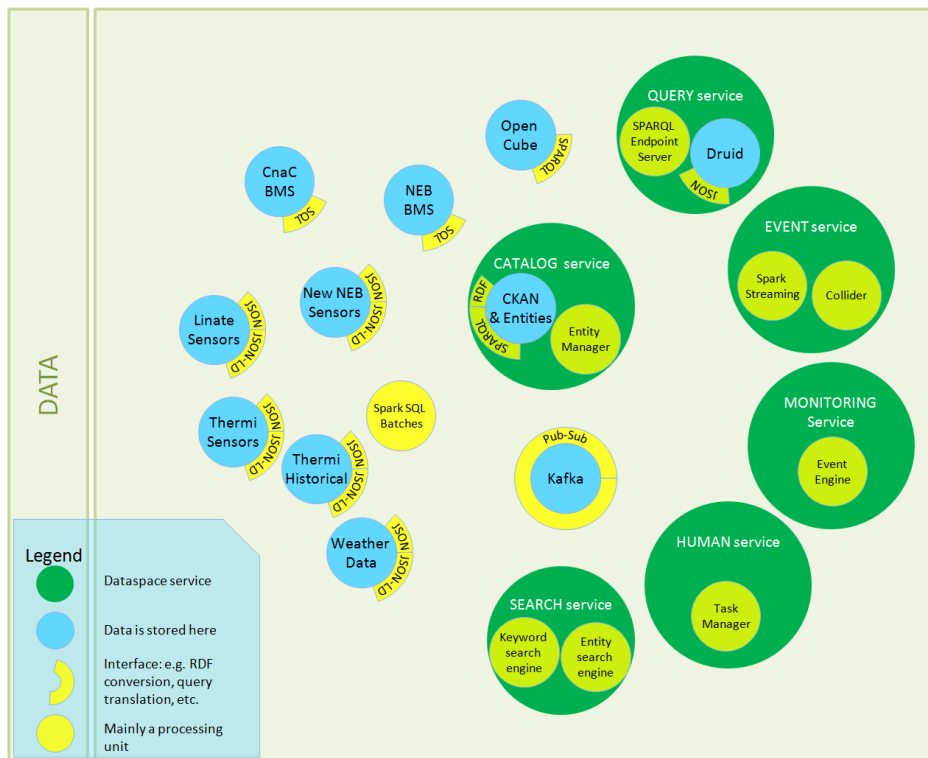 DATA
QUERY service
SPARQL
Endpoint
Server
Druid
JSON
Open
Cube
SPARQL
CnaC
BMS
SQL
NEB
BMS
SQL
EVENT service
Spark
Streaming
Collider
CATALOG service
RDF
CKAN
& Entities
SPARQL
Entity
Manager
New NEB
Sensors
JSON
JSON-LD
Linate
Sensors
JSON
JSON-LD
Spark SQL
Batches
MONITORING
Service
Event
Engine
Thermi
Sensors
JSON
JSON-LD
Thermi
Historical
JSON
JSON-LD
Pub-Sub
Kafka
Weather
Data
JSON
JSON-LD
HUMAN service
Task
Manager
SEARCH service
Keyword
search
engine
Entity
search
engine
Legend
Dataspace service
Data is stored here
Interface: e.g. RDF
conversion, query
translation, etc.
Mainly a processing
unit